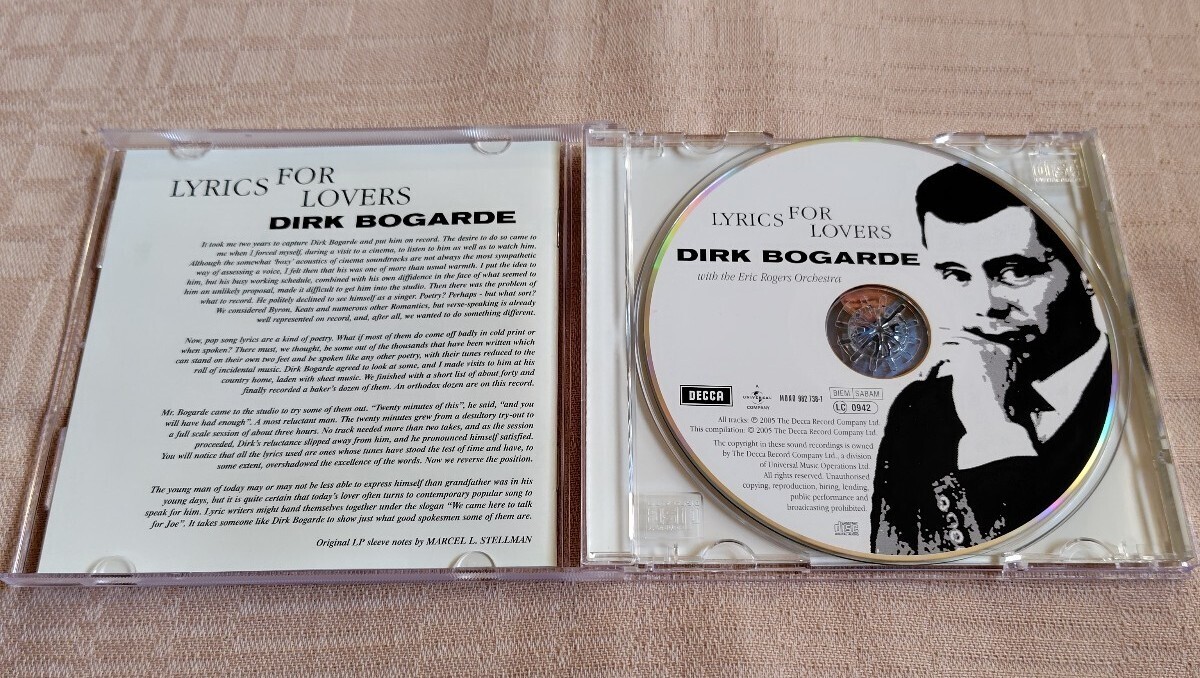 LYRICS FOR
LOVERS
DIRK BOGARDE
It took me two years to capture Dirk Bogarde and put him on record. The desire to do so came to
me when I forced myself, during a visit to a cinema, to listen to him as well as to watch him.
Although the somewhat 'boxy' acoustics of cinema soundtracks are not always the most sympathetic
way of assessing a voice, I felt then that his was one of more than usual warmth. I put the idea to
him, but his busy working schedule, combined with his own diffidence in the face of what seemed to
him an unlikely proposal, made it difficult to get him into the studio. Then there was the problem of
what to record. He politely declined to see himself as a singer. Poetry? Perhaps - but what sort?
We considered Byron, Keats and numerous other Romantics, but verse-speaking is already
well represented on record, and, after all, we wanted to do something different.
Now, pop song lyrics are a kind of poetry. What if most of them do come off badly in cold print or
when spoken? There must, we thought, be some out of the thousands that have been written which
can stand on their own two feet and be spoken like any other poetry, with their tunes reduced to the
roll of incidental music. Dirk Bogarde agreed to look at some, and I made visits to him at his
country home, laden with sheet music. We finished with a short list of about forty and
finally recorded a baker's dozen of them. An orthodox dozen are on this record.
Mr. Bogarde came to the studio to try some of them out. "Twenty minutes of this", he said, "and you
will have had enough". A most reluctant man. The twenty minutes grew from a desultory try-out to
a full scale session of about three hours. No track needed more than two takes, and as the session
proceeded, Dirk's reluctance slipped away from him, and he pronounced himself satisfied.
You will notice that all the lyrics used are ones whose tunes have stood the test of time and have, to
some extent, overshadowed the excellence of the words. Now we reverse the position.
The young man of today may or may not be less able to express himself than grandfather was in his
young days, but it is quite certain that today's lover often turns to contemporary popular song to
speak for him. Lyric writers might band themselves together under the slogan "We came here to talk
for Joe". It takes someone like Dirk Bogarde to show just what good spokesmen some of them are.
Original LP sleeve notes by MARCEL L. STELLMAN
LYRICS FOR
LOVERS
DIRK BOGARDE
with the Eric Rogers Orchestra
DECCA
A
UNIVERSAL
COMPANY
MONO 982 736-7
BIEM/SABAM
LC 0942
All tracks: ℗ 2005 The Decca Record Company Ltd.
This compilation: © 2005 The Decca Record Company Ltd.
The copyright in these sound recordings is owned
by The Decca Record Company Ltd., a division
of Universal Music Operations Ltd.
All rights reserved. Unauthorised
copying, reproduction, hiring, lending,
public performance and
broadcasting prohibited.
COMPACT
disc
DIGITAL AUDIO
disc
disc